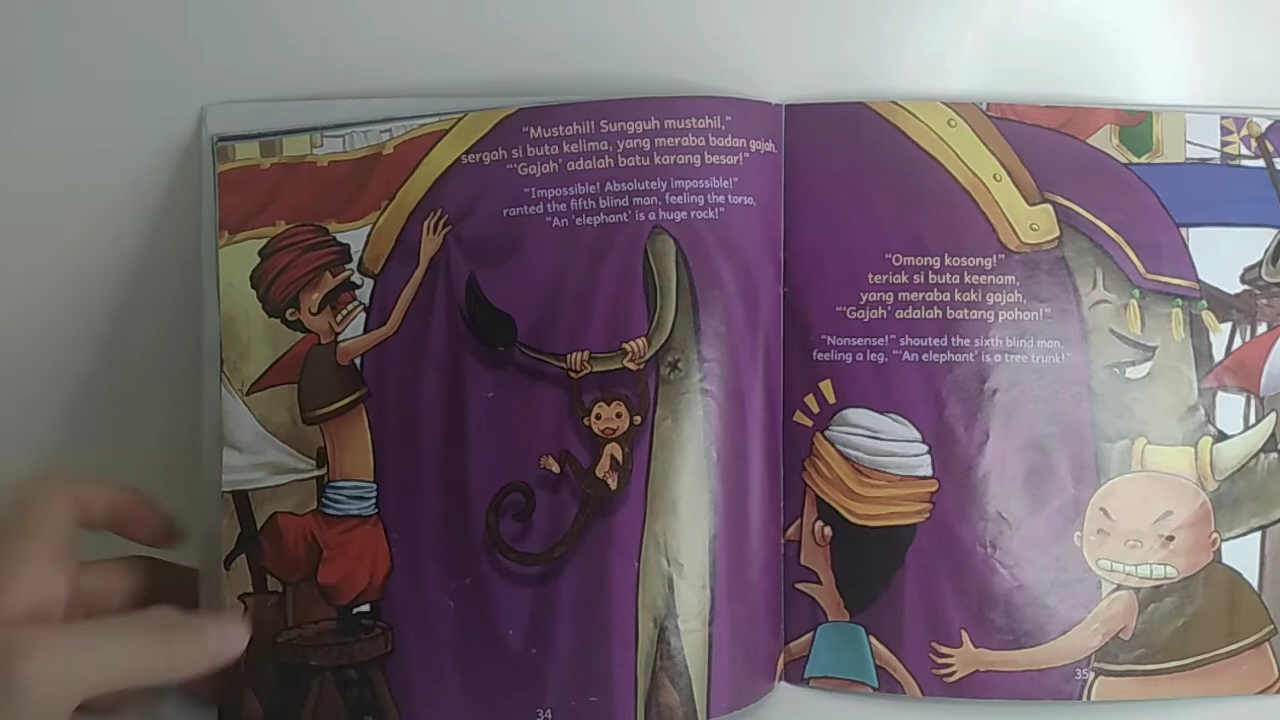 “Mustahil! Sungguh mustahil,”
sergah si buta kelima, yang meraba badan gajah.
“‘Gajah’ adalah batu karang besar!”
“Impossible! Absolutely impossible!”
ranted the fifth blind man, feeling the torso,
“An ‘elephant’ is a huge rock!”
34
“Omong kosong!”
teriak si buta keenam,
yang meraba kaki gajah,
“‘Gajah’ adalah batang pohon!”
“Nonsense!” shouted the sixth blind man,
feeling a leg, “‘An elephant’ is a tree trunk!”
35